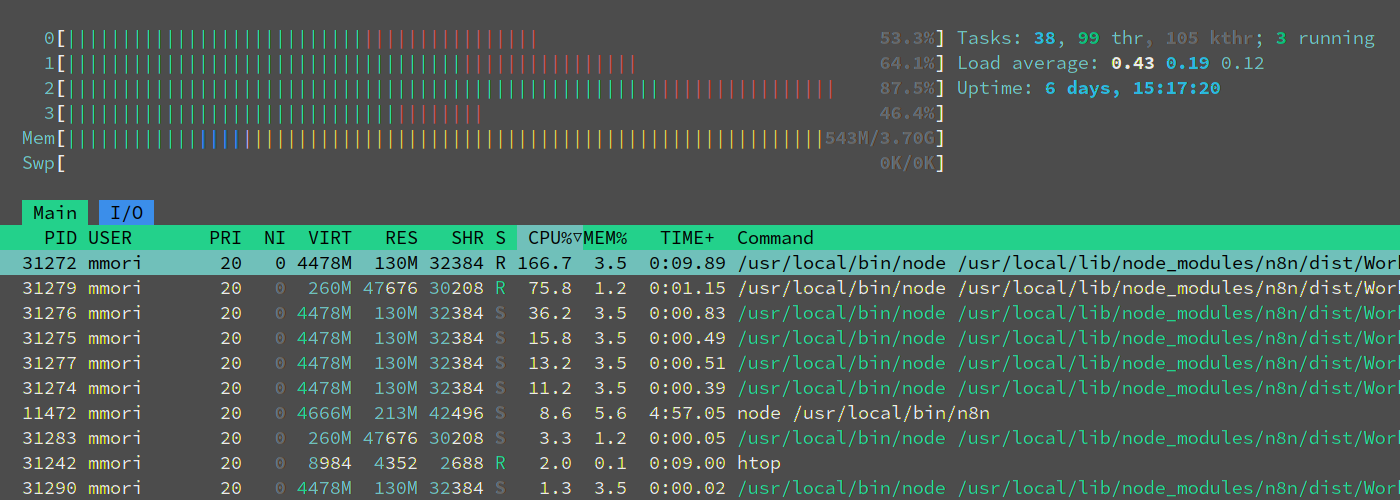 0[ 53.3%] Tasks: 38, 99 thr, 105 kthr; 3 running
1[ 64.1%] Load average: 0.43 0.19 0.12
2[ 87.5%] Uptime: 6 days, 15:17:20
3[ 46.4%]
Mem[ 543M/3.70G]
Swp[ 0K/0K]
Main I/O
PID USER PRI NI VIRT RES SHR S CPU%▽MEM% TIME+ Command
31272 mmori 20 0 4478M 130M 32384 R 166.7 3.5 0:09.89 /usr/local/bin/node /usr/local/lib/node_modules/n8n/dist/Work
31279 mmori 20 0 260M 47676 30208 R 75.8 1.2 0:01.15 /usr/local/bin/node /usr/local/lib/node_modules/n8n/dist/Work
31276 mmori 20 0 4478M 130M 32384 S 36.2 3.5 0:00.83 /usr/local/bin/node /usr/local/lib/node_modules/n8n/dist/Work
31275 mmori 20 0 4478M 130M 32384 S 15.8 3.5 0:00.49 /usr/local/bin/node /usr/local/lib/node_modules/n8n/dist/Work
31277 mmori 20 0 4478M 130M 32384 S 13.2 3.5 0:00.51 /usr/local/bin/node /usr/local/lib/node_modules/n8n/dist/Work
31274 mmori 20 0 4478M 130M 32384 S 11.2 3.5 0:00.39 /usr/local/bin/node /usr/local/lib/node_modules/n8n/dist/Work
11472 mmori 20 0 4666M 213M 42496 S 8.6 5.6 4:57.05 node /usr/local/bin/n8n
31283 mmori 20 0 260M 47676 30208 S 3.3 1.2 0:00.05 /usr/local/bin/node /usr/local/lib/node_modules/n8n/dist/Work
31242 mmori 20 0 8984 4352 2688 R 2.0 0.1 0:09.00 htop
31290 mmori 20 0 4478M 130M 32384 S 1.3 3.5 0:00.02 /usr/local/bin/node /usr/local/lib/node_modules/n8n/dist/Work